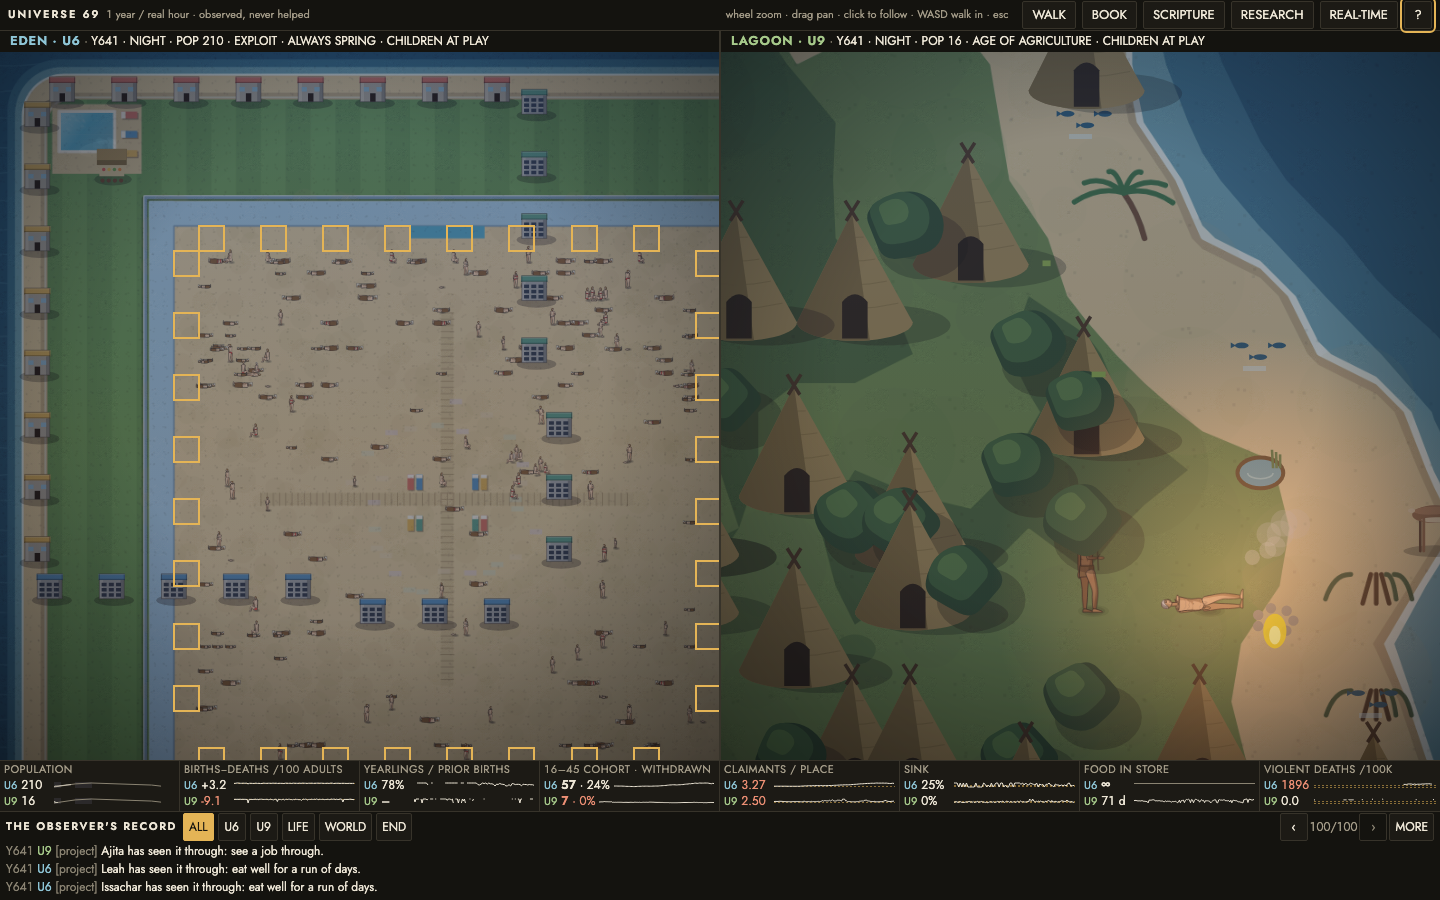 UNIVERSE 69 1 year / real hour · observed, never helped
wheel zoom · drag pan · click to follow · WASD walk in · esc WALK BOOK SCRIPTURE RESEARCH REAL-TIME ?
EDEN · U6 · Y641 · NIGHT · POP 210 · EXPLOIT · ALWAYS SPRING · CHILDREN AT PLAY
LAGOON · U9 · Y641 · NIGHT · POP 16 · AGE OF AGRICULTURE · CHILDREN AT PLAY
POPULATION
U6 210
U9 16
BIRTHS–DEATHS /100 ADULTS
U6 +3.2
U9 -9.1
YEARLINGS / PRIOR BIRTHS
U6 78%
U9 –
16–45 COHORT · WITHDRAWN
U6 57 · 24%
U9 7 · 0%
CLAIMANTS / PLACE
U6 3.27
U9 2.50
SINK
U6 25%
U9 0%
FOOD IN STORE
U6 ∞
U9 71 d
VIOLENT DEATHS /100K
U6 1896
U9 0.0
THE OBSERVER'S RECORD ALL U6 U9 LIFE WORLD END ‹ 100/100 › MORE
Y641 U9 [project] Ajita has seen it through: see a job through.
Y641 U6 [project] Leah has seen it through: eat well for a run of days.
Y641 U6 [project] Issachar has seen it through: eat well for a run of days.